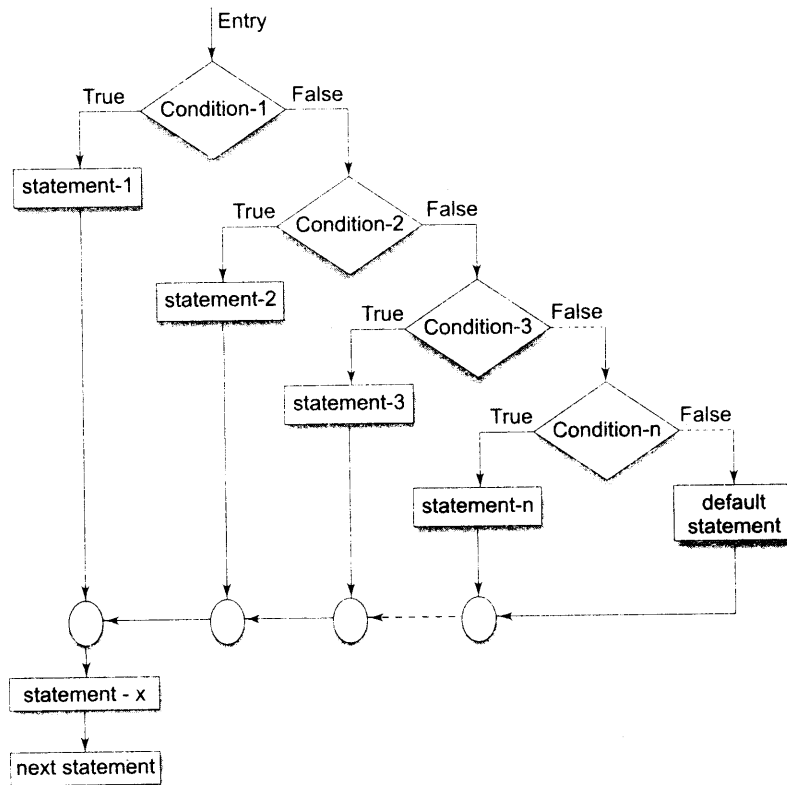 Entry
True
Condition-1
False
statement-1
True
Condition-2
False
statement-2
True
Condition-3
False
statement-3
True
Condition-n
False
statement-n
default
statement
statement - x
next statement